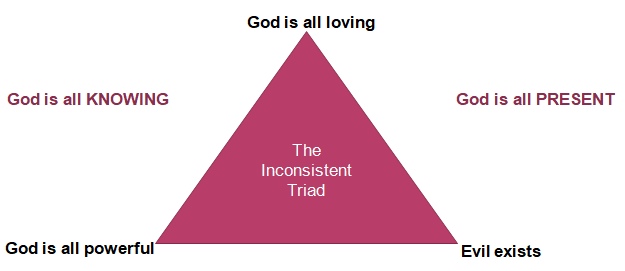 God is all loving
God is all KNOWING
God is all PRESENT
The
Inconsistent
Triad
God is all powerful
Evil exists